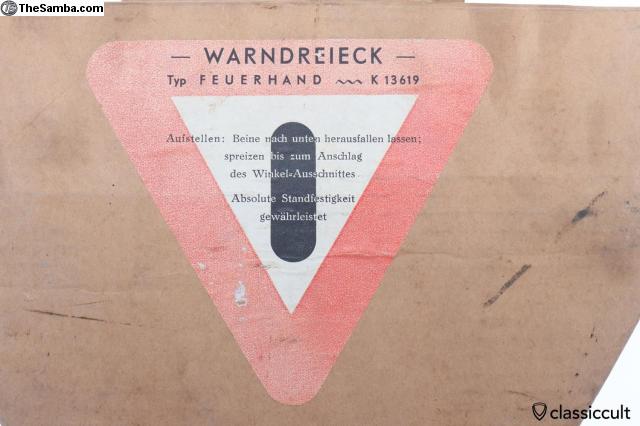 TheSamba.com
— WARNDREIECK —
Typ FEUERHAND ~~~ K 13619
Aufstellen: Beine nach unten herausfallen lassen;
spreizen bis zum Anschlag
des Winkel=Ausschnittes
Absolute Standfestigkeit
gewährleistet
classiccult